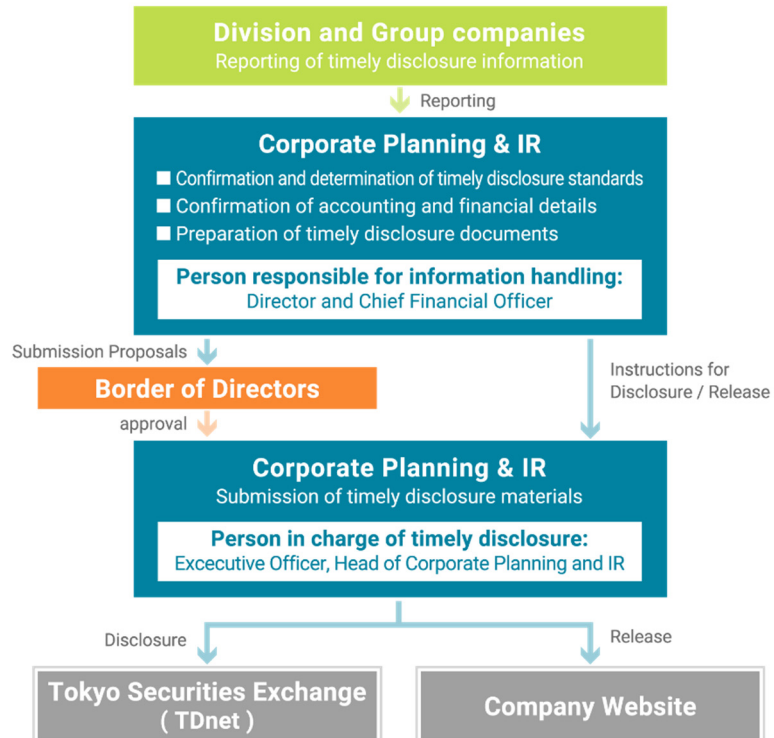 Division and Group companies
Reporting of timely disclosure information
Reporting
Corporate Planning & IR
Confirmation and determination of timely disclosure standards
Confirmation of accounting and financial details
Preparation of timely disclosure documents
Person responsible for information handling:
Director and Chief Financial Officer
Submission Proposals
Border of Directors
approval
Instructions for
Disclosure / Release
Corporate Planning & IR
Submission of timely disclosure materials
Person in charge of timely disclosure:
Excecutive Officer, Head of Corporate Planning and IR
Disclosure
Release
Tokyo Securities Exchange
( TDnet )
Company Website